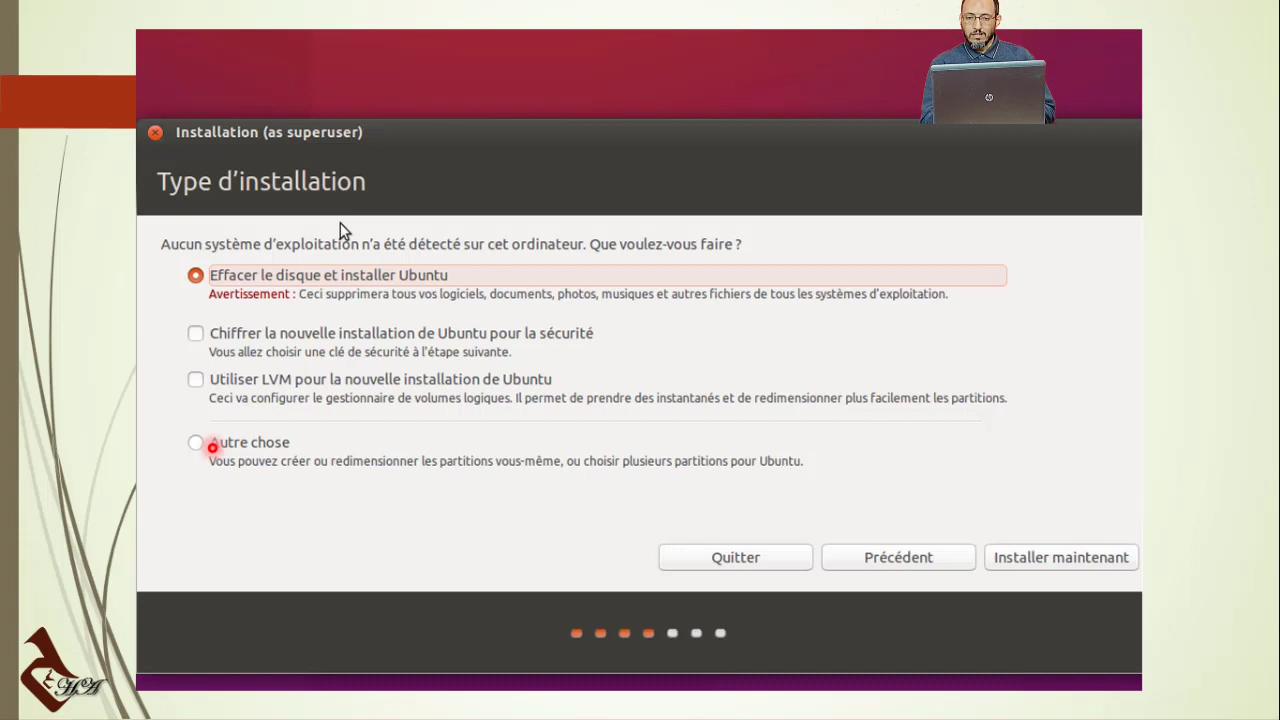 Installation (as superuser)
Type d'installation
Aucun système d'exploitation n'a été détecté sur cet ordinateur. Que voulez-vous faire ?
Effacer le disque et installer Ubuntu
Avertissement : Ceci supprimera tous vos logiciels, documents, photos, musiques et autres fichiers de tous les systèmes d'exploitation.
Chiffrer la nouvelle installation de Ubuntu pour la sécurité
Vous allez choisir une clé de sécurité à l'étape suivante.
Utiliser LVM pour la nouvelle installation de Ubuntu
Ceci va configurer le gestionnaire de volumes logiques. Il permet de prendre des instantanés et de redimensionner plus facilement les partitions.
Autre chose
Vous pouvez créer ou redimensionner les partitions vous-même, ou choisir plusieurs partitions pour Ubuntu.
Quitter Précédent Installer maintenant